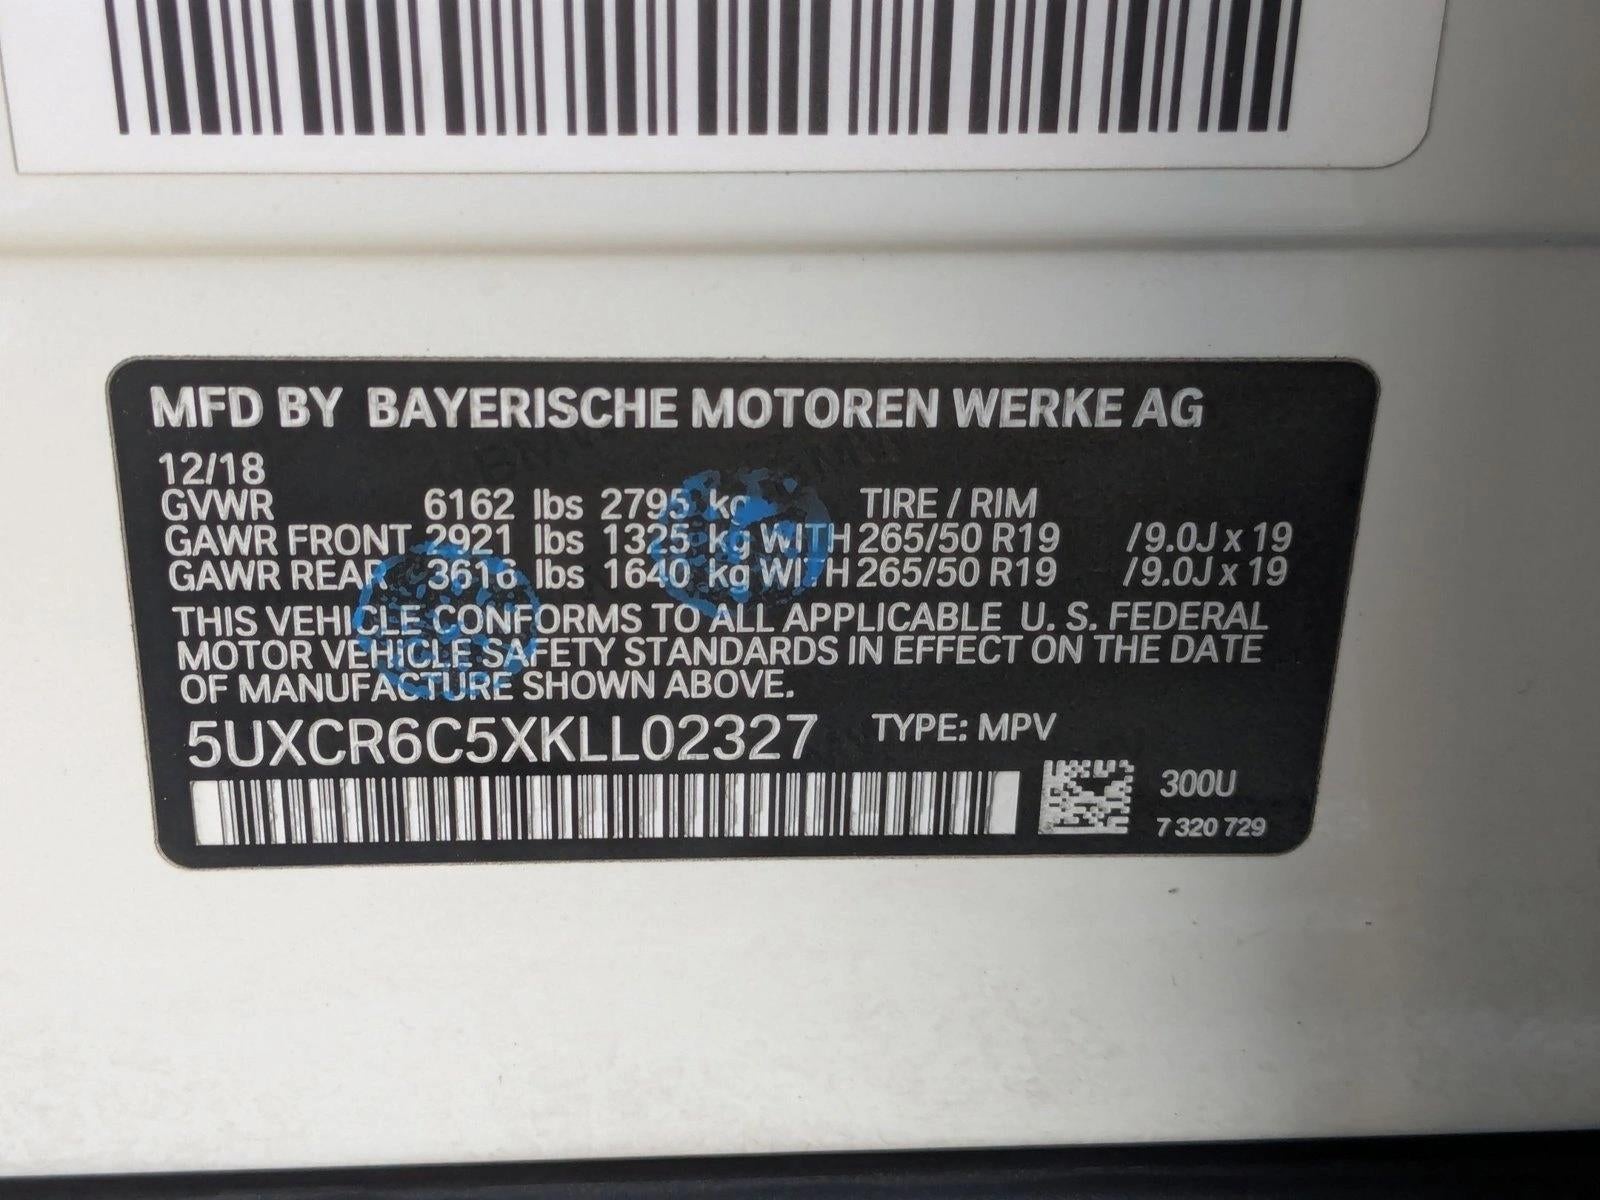 MFD BY BAYERISCHE MOTOREN WERKE AG
12/18
GVWR 6162 lbs 2795 kg TIRE / RIM
GAWR FRONT 2921 lbs 1325 kg WITH 265/50 R19 /9.0J x 19
GAWR REAR 3616 lbs 1640 kg WITH 265/50 R19 /9.0J x 19
THIS VEHICLE CONFORMS TO ALL APPLICABLE U. S. FEDERAL
MOTOR VEHICLE SAFETY STANDARDS IN EFFECT ON THE DATE
OF MANUFACTURE SHOWN ABOVE.
5UXCR6C5XKLL02327 TYPE: MPV
300U
7 320 729